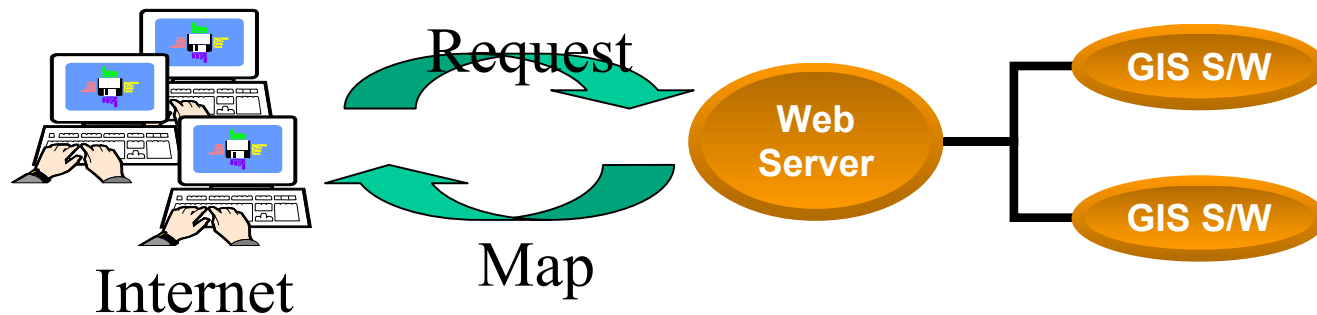 Request
Web
Server
GIS S/W
GIS S/W
Map
Internet